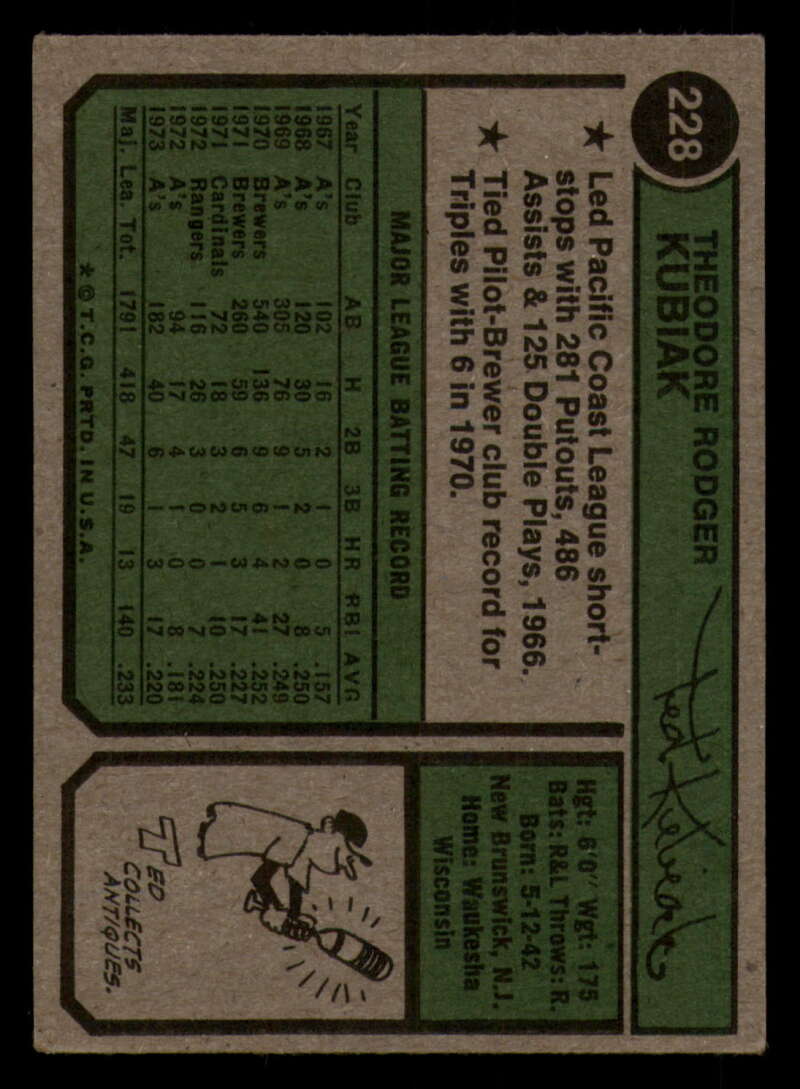 228
THEODORE RODGER
KUBIAK
Ted Kubiak
★ Led Pacific Coast League short-
stops with 281 Putouts, 486
Assists & 125 Double Plays, 1966.
★ Tied Pilot-Brewer club record for
Triples with 6 in 1970.
MAJOR LEAGUE BATTING RECORD
Year Club AB H 2B 3B HR RBI AVG
1967 A's 102 16 2 1 0 5 .157
1968 A's 120 30 5 2 0 8 .250
1969 A's 305 76 9 1 2 27 .249
1970 Brewers 540 136 9 6 4 41 .252
1971 Brewers 260 59 6 5 3 17 .227
1971 Cardinals 72 18 3 2 1 10 .250
1972 Rangers 116 26 3 0 0 7 .224
1972 A's 94 17 4 1 0 8 .181
1973 A's 182 40 6 1 3 17 .220
Maj. Lea. Tot. 1791 418 47 19 13 140 .233
* © T.C.G. PRTD. IN U.S.A.
Hgt: 6'0" Wgt: 175
Bats: R&L Throws: R.
Born: 5-12-42
New Brunswick, N.J.
Home: Waukesha
Wisconsin
TED
COLLECTS
ANTIQUES.